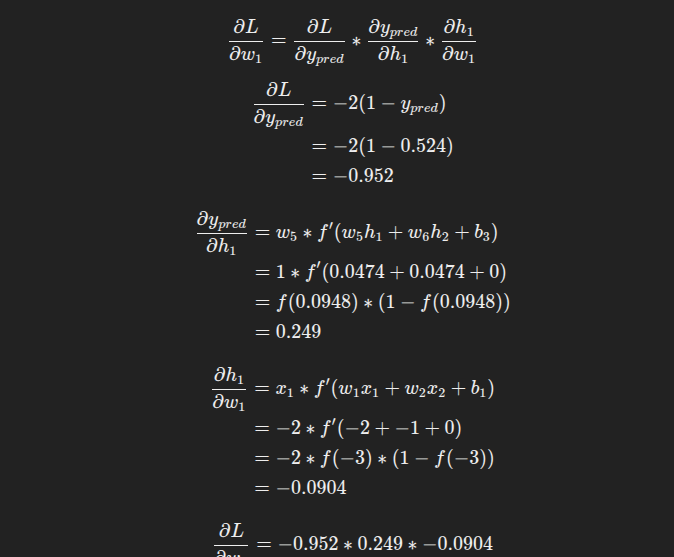 ∂L/∂w₁ = ∂L/∂y_pred * ∂y_pred/∂h₁ * ∂h₁/∂w₁
∂L/∂y_pred = −2(1 − y_pred)
= −2(1 − 0.524)
= −0.952
∂y_pred/∂h₁ = w₅ * f′(w₅h₁ + w₆h₂ + b₃)
= 1 * f′(0.0474 + 0.0474 + 0)
= f(0.0948) * (1 − f(0.0948))
= 0.249
∂h₁/∂w₁ = x₁ * f′(w₁x₁ + w₂x₂ + b₁)
= −2 * f′(−2 + −1 + 0)
= −2 * f(−3) * (1 − f(−3))
= −0.0904
∂L = −0.952 * 0.249 * −0.0904